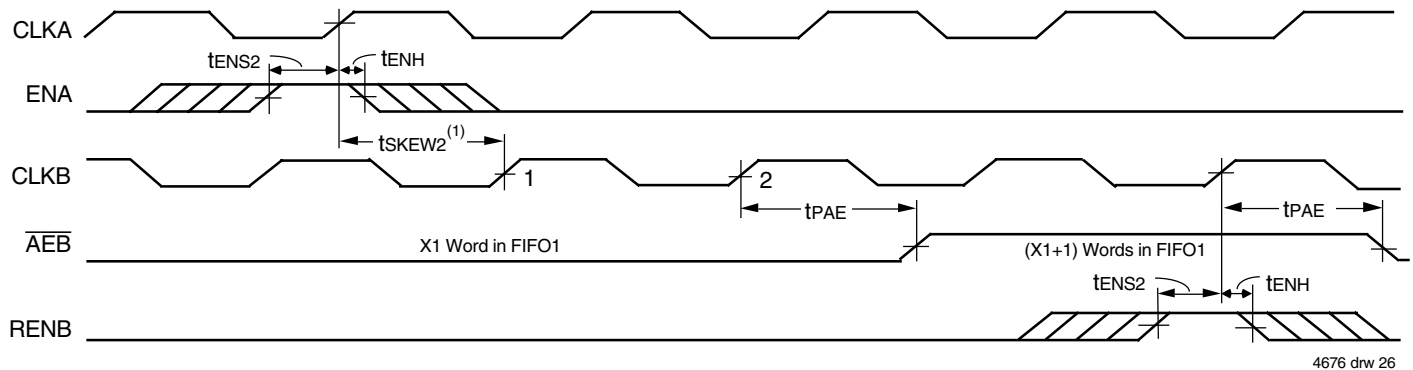 CLKA
tENS2
tENH
ENA
tSKEW2(1)
CLKB
1
2
tPAE
tPAE
AEB
X1 Word in FIFO1
(X1+1) Words in FIFO1
tENS2
tENH
RENB
4676 drw 26